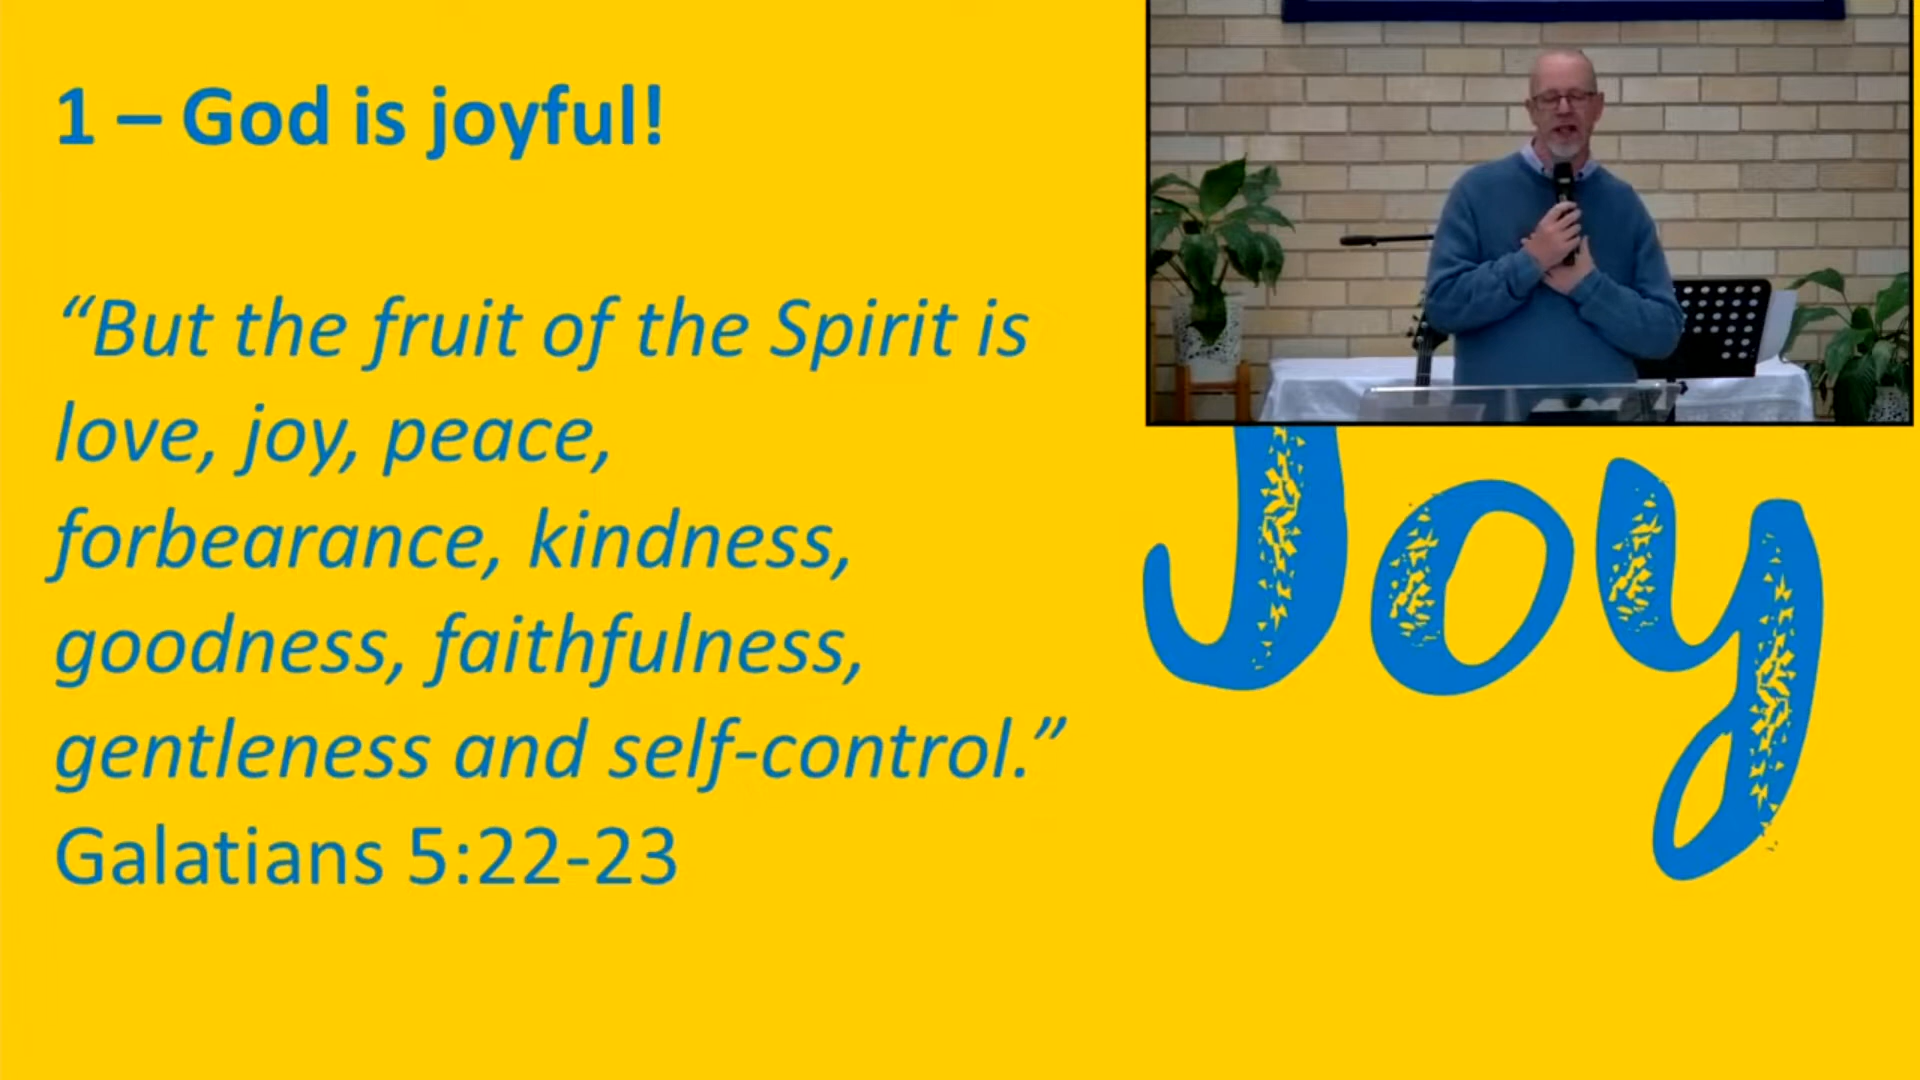 1 – God is joyful!
“But the fruit of the Spirit is
love, joy, peace,
forbearance, kindness,
goodness, faithfulness,
gentleness and self-control.”
Galatians 5:22-23
Joy